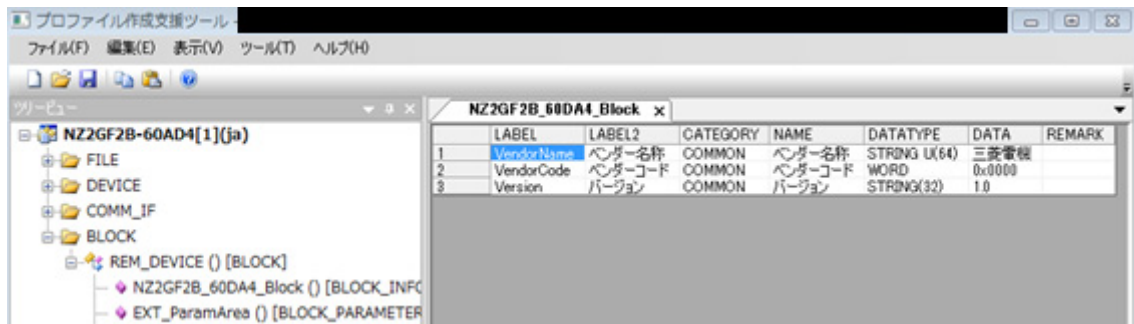 プロファイル作成支援ツール -
ファイル(F) 編集(E) 表示(V) ツール(T) ヘルプ(H)
ツリービュー
NZ2GF2B_60DA4_Block x
NZ2GF2B-60AD4[1](ja)
FILE
DEVICE
COMM_IF
BLOCK
REM_DEVICE () [BLOCK]
NZ2GF2B_60DA4_Block () [BLOCK_INFO
EXT_ParamArea () [BLOCK_PARAMETER
LABEL LABEL2 CATEGORY NAME DATATYPE DATA REMARK
1 VendorName ベンダー名称 COMMON ベンダー名称 STRING U(64) 三菱電機
2 VendorCode ベンダーコード COMMON ベンダーコード WORD 0x0000
3 Version バージョン COMMON バージョン STRING(32) 1.0